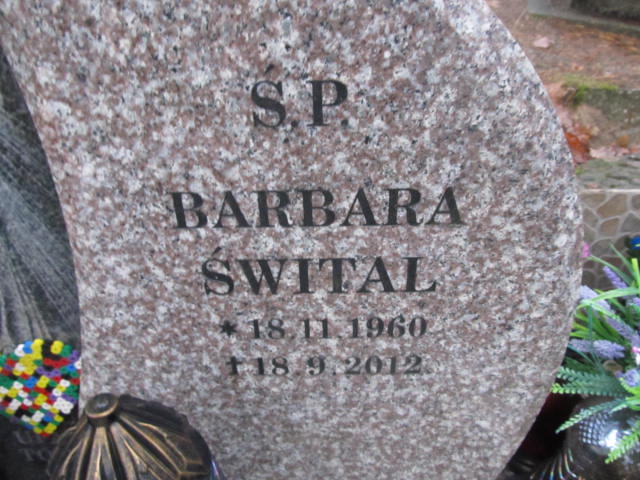 Ś.P.
BARBARA
ŚWITAL
* 18.11.1960
† 18.9.2012.